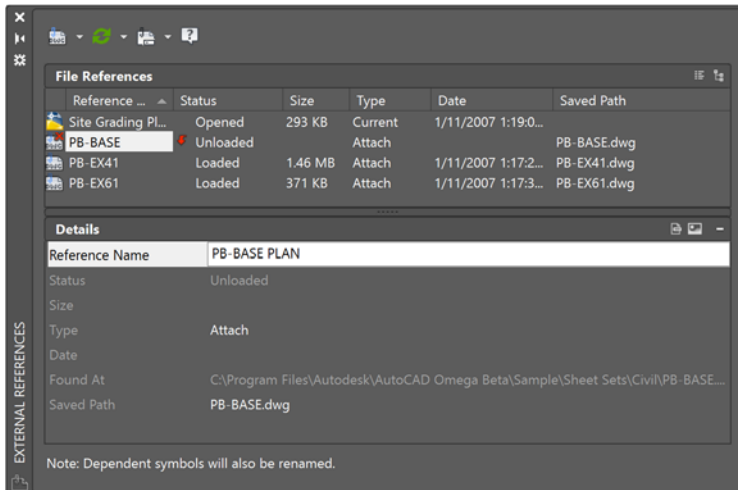 File References
Reference ... Status Size Type Date Saved Path
Site Grading Pl... Opened 293 KB Current 1/11/2007 1:19:0...
PB-BASE Unloaded Attach PB-BASE.dwg
PB-EX41 Loaded 1.46 MB Attach 1/11/2007 1:17:2... PB-EX41.dwg
PB-EX61 Loaded 371 KB Attach 1/11/2007 1:17:3... PB-EX61.dwg
Details
Reference Name PB-BASE PLAN
Status Unloaded
Size
Type Attach
Date
Found At C:\Program Files\Autodesk\AutoCAD Omega Beta\Sample\Sheet Sets\Civil\PB-BASE....
Saved Path PB-BASE.dwg
Note: Dependent symbols will also be renamed.
EXTERNAL REFERENCES